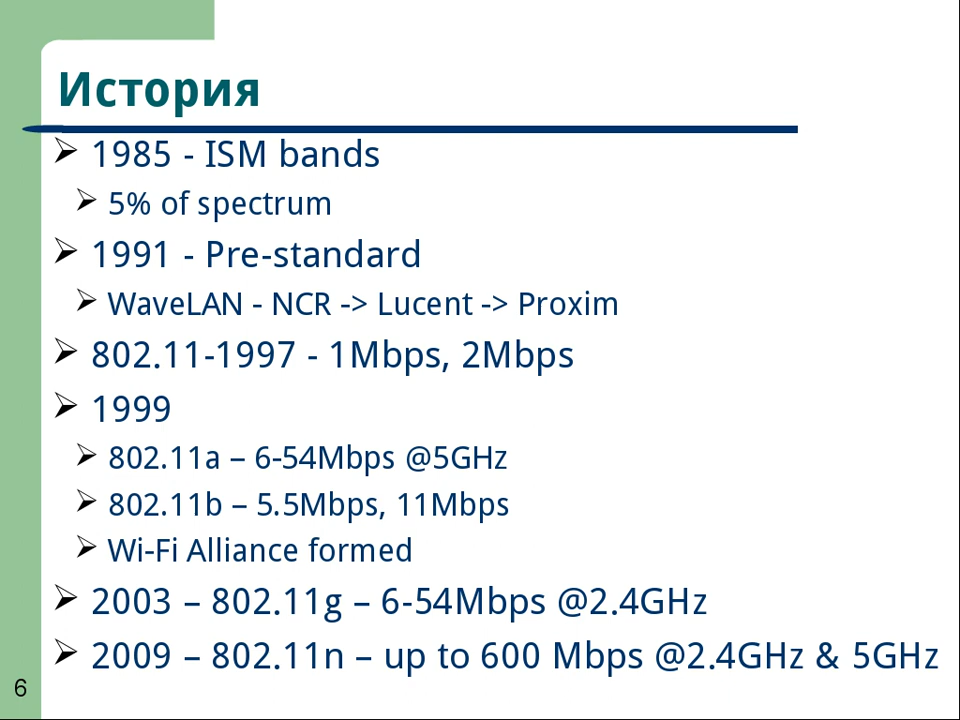 История
1985 - ISM bands
5% of spectrum
1991 - Pre-standard
WaveLAN - NCR -> Lucent -> Proxim
802.11-1997 - 1Mbps, 2Mbps
1999
802.11a – 6-54Mbps @5GHz
802.11b – 5.5Mbps, 11Mbps
Wi-Fi Alliance formed
2003 – 802.11g – 6-54Mbps @2.4GHz
2009 – 802.11n – up to 600 Mbps @2.4GHz & 5GHz
6